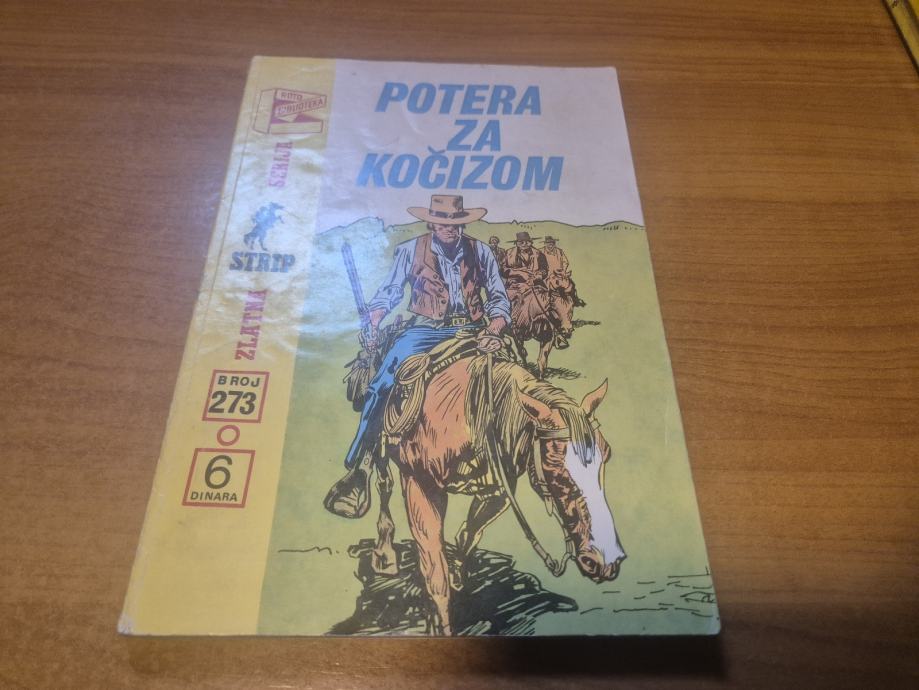 POTERA
ZA
KOČIZOM
ROTO
BIBLIOTEKA
ZLATNA
SERIJA
STRIP
BROJ
273
6
DINARA